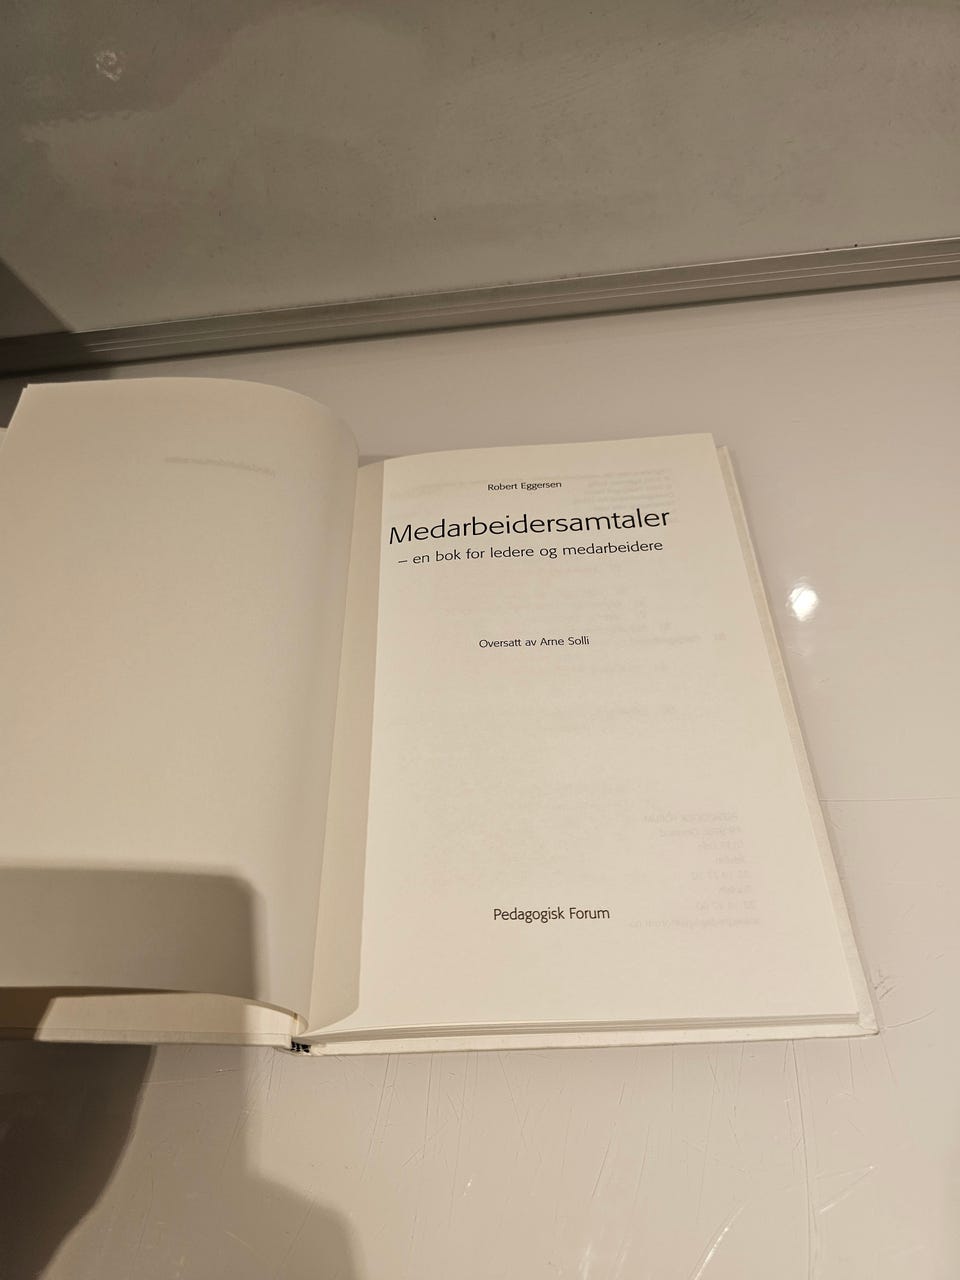 Robert Eggersen
Medarbeidersamtaler
– en bok for ledere og medarbeidere
Oversatt av Arne Solli
Pedagogisk Forum